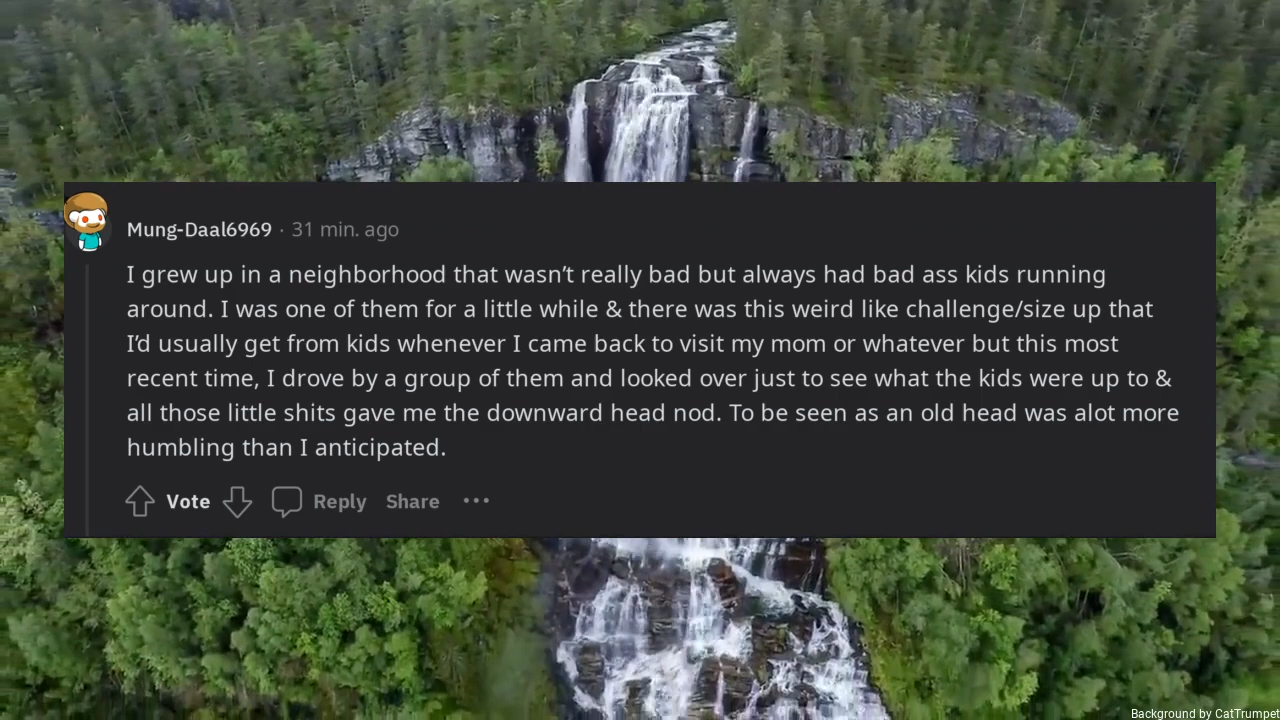 Mung-Daal6969 · 31 min. ago
I grew up in a neighborhood that wasn’t really bad but always had bad ass kids running
around. I was one of them for a little while & there was this weird like challenge/size up that
I’d usually get from kids whenever I came back to visit my mom or whatever but this most
recent time, I drove by a group of them and looked over just to see what the kids were up to &
all those little shits gave me the downward head nod. To be seen as an old head was alot more
humbling than I anticipated.
Vote Reply Share ···
Background by CatTrumpet